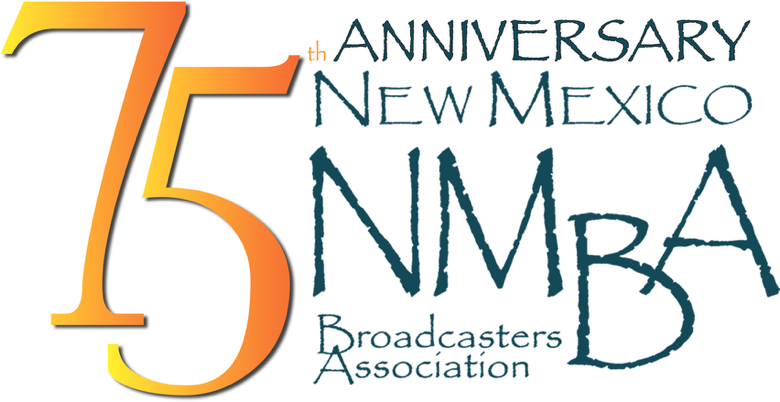 75th ANNIVERSARY
NEW MEXICO
NMBA
Broadcasters
Association